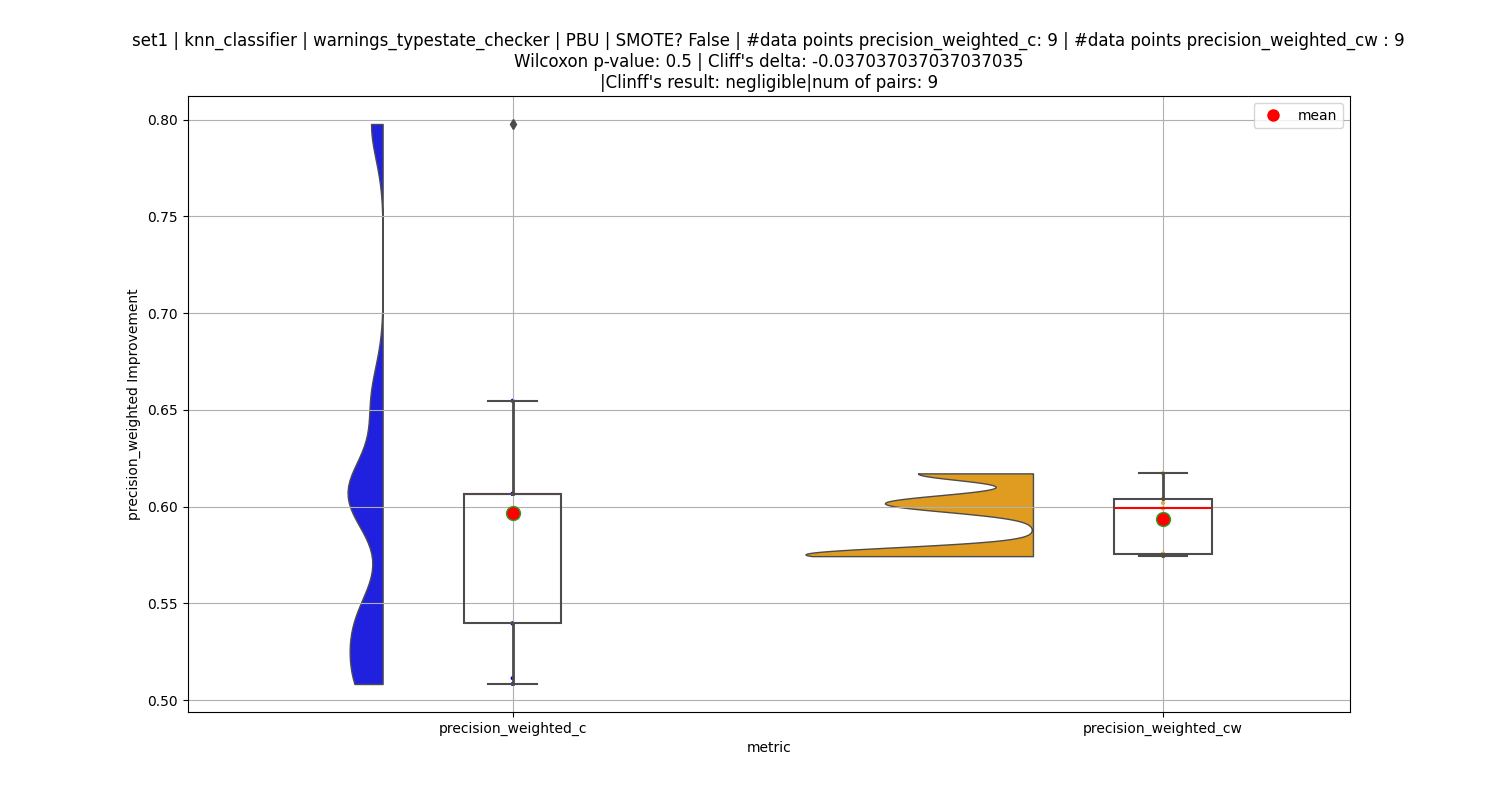 set1 | knn_classifier | warnings_typestate_checker | PBU | SMOTE? False | #data points precision_weighted_c: 9 | #data points precision_weighted_cw : 9
Wilcoxon p-value: 0.5 | Cliff's delta: -0.037037037037037035
|Clinff's result: negligible|num of pairs: 9
mean
0.80
0.75
0.70
0.65
0.60
0.55
0.50
precision_weighted Improvement
precision_weighted_c
precision_weighted_cw
metric